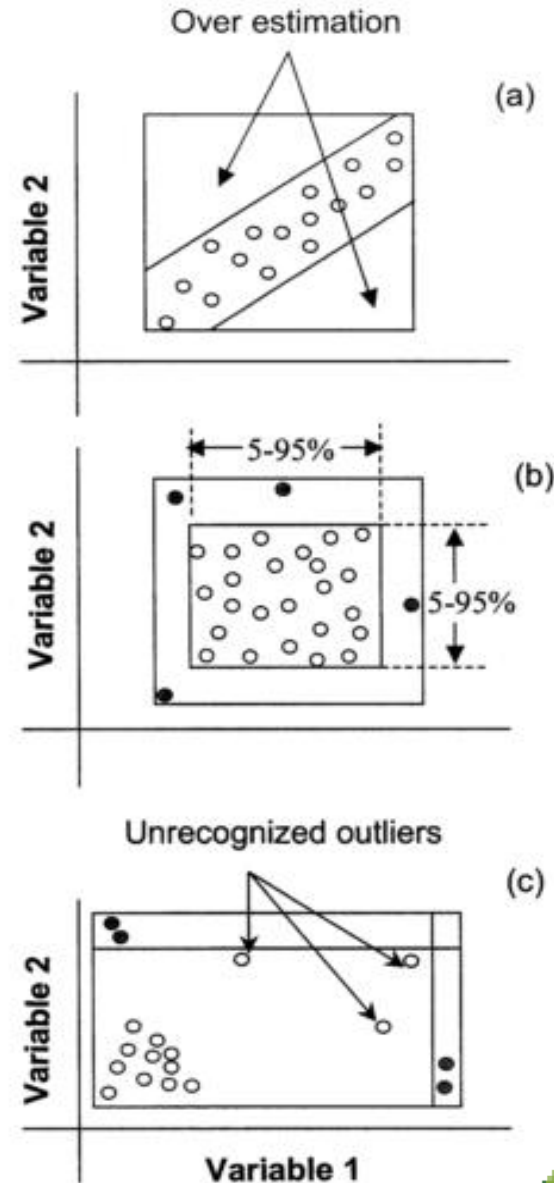 Over estimation
(a)
Variable 2
5-95%
(b)
Variable 2
5-95%
Unrecognized outliers
(c)
Variable 2
Variable 1